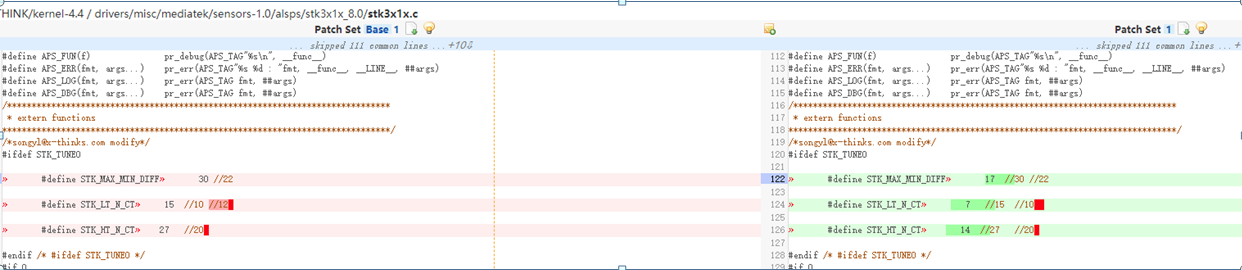 THINK/kernel-4.4 / drivers/misc/mediatek/sensors-1.0/alsps/stk3x1x_8.0/stk3x1x.c
Patch Set Base 1
... skipped 111 common lines ... +10↓
#define APS_FUN(f) pr_debug(APS_TAG"%s\n", __func__)
#define APS_ERR(fmt, args...) pr_err(APS_TAG"%s %d : "fmt, __func__, __LINE__, ##args)
#define APS_LOG(fmt, args...) pr_err(APS_TAG fmt, ##args)
#define APS_DBG(fmt, args...) pr_err(APS_TAG fmt, ##args)
/******************************************************************************
* extern functions
*******************************************************************************/
/*songyl@x-thinks.com modify*/
#ifdef STK_TUNE0
» #define STK_MAX_MIN_DIFF» 30 //22
» #define STK_LT_N_CT» 15 //10 //12
» #define STK_HT_N_CT» 27 //20
#endif /* #ifdef STK_TUNE0 */
#if 0
Patch Set 1
... skipped 111 common lines ... +
112 #define APS_FUN(f) pr_debug(APS_TAG"%s\n", __func__)
113 #define APS_ERR(fmt, args...) pr_err(APS_TAG"%s %d : "fmt, __func__, __LINE__, ##args)
114 #define APS_LOG(fmt, args...) pr_err(APS_TAG fmt, ##args)
115 #define APS_DBG(fmt, args...) pr_err(APS_TAG fmt, ##args)
116 /******************************************************************************
117 * extern functions
118 *******************************************************************************/
119 /*songyl@x-thinks.com modify*/
120 #ifdef STK_TUNE0
121
122 » #define STK_MAX_MIN_DIFF» 17 //30 //22
123
124 » #define STK_LT_N_CT» 7 //15 //10
125
126 » #define STK_HT_N_CT» 14 //27 //20
127
128 #endif /* #ifdef STK_TUNE0 */
129 #if 0